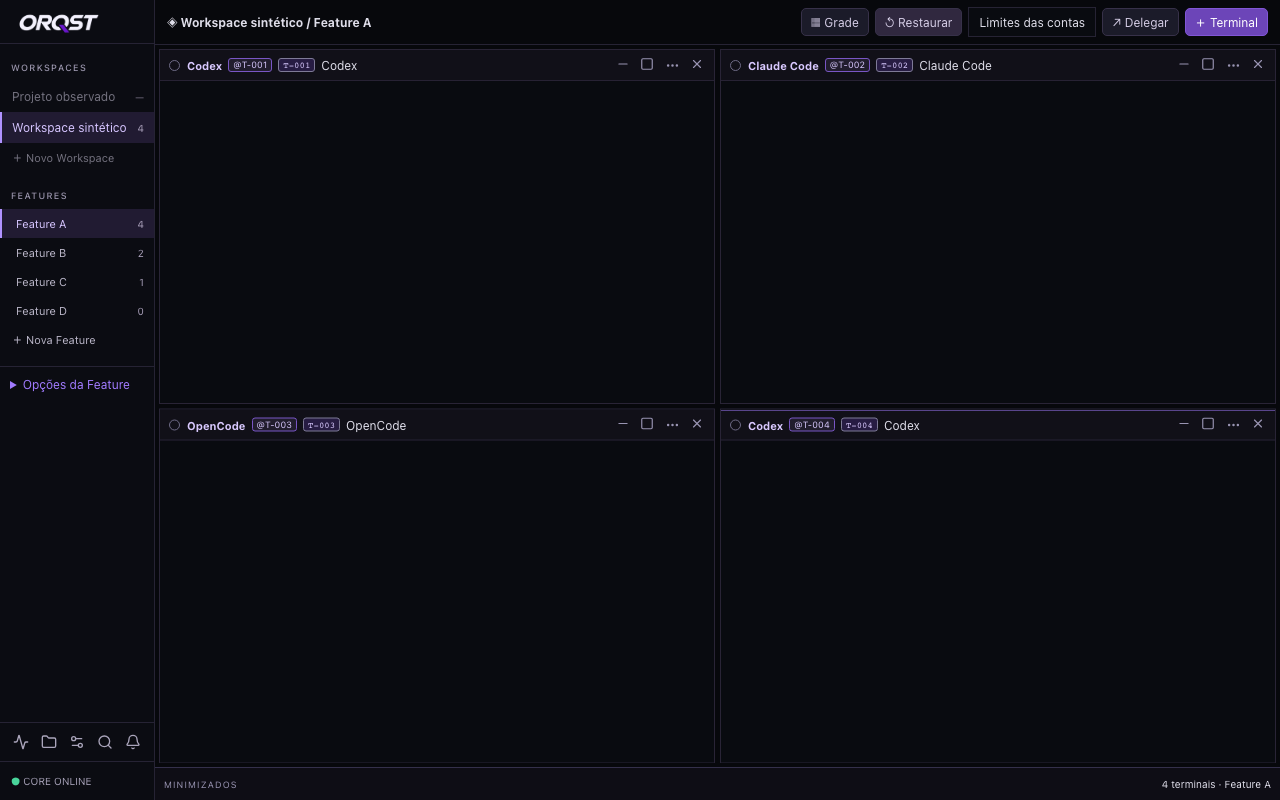 ORQST
◈ Workspace sintético / Feature A
▦ Grade
↺ Restaurar
Limites das contas
↗ Delegar
+ Terminal
WORKSPACES
Projeto observado —
Workspace sintético 4
+ Novo Workspace
FEATURES
Feature A 4
Feature B 2
Feature C 1
Feature D 0
+ Nova Feature
▶ Opções da Feature
CORE ONLINE
Codex @T-001 T-001 Codex
Claude Code @T-002 T-002 Claude Code
OpenCode @T-003 T-003 OpenCode
Codex @T-004 T-004 Codex
MINIMIZADOS
4 terminais · Feature A